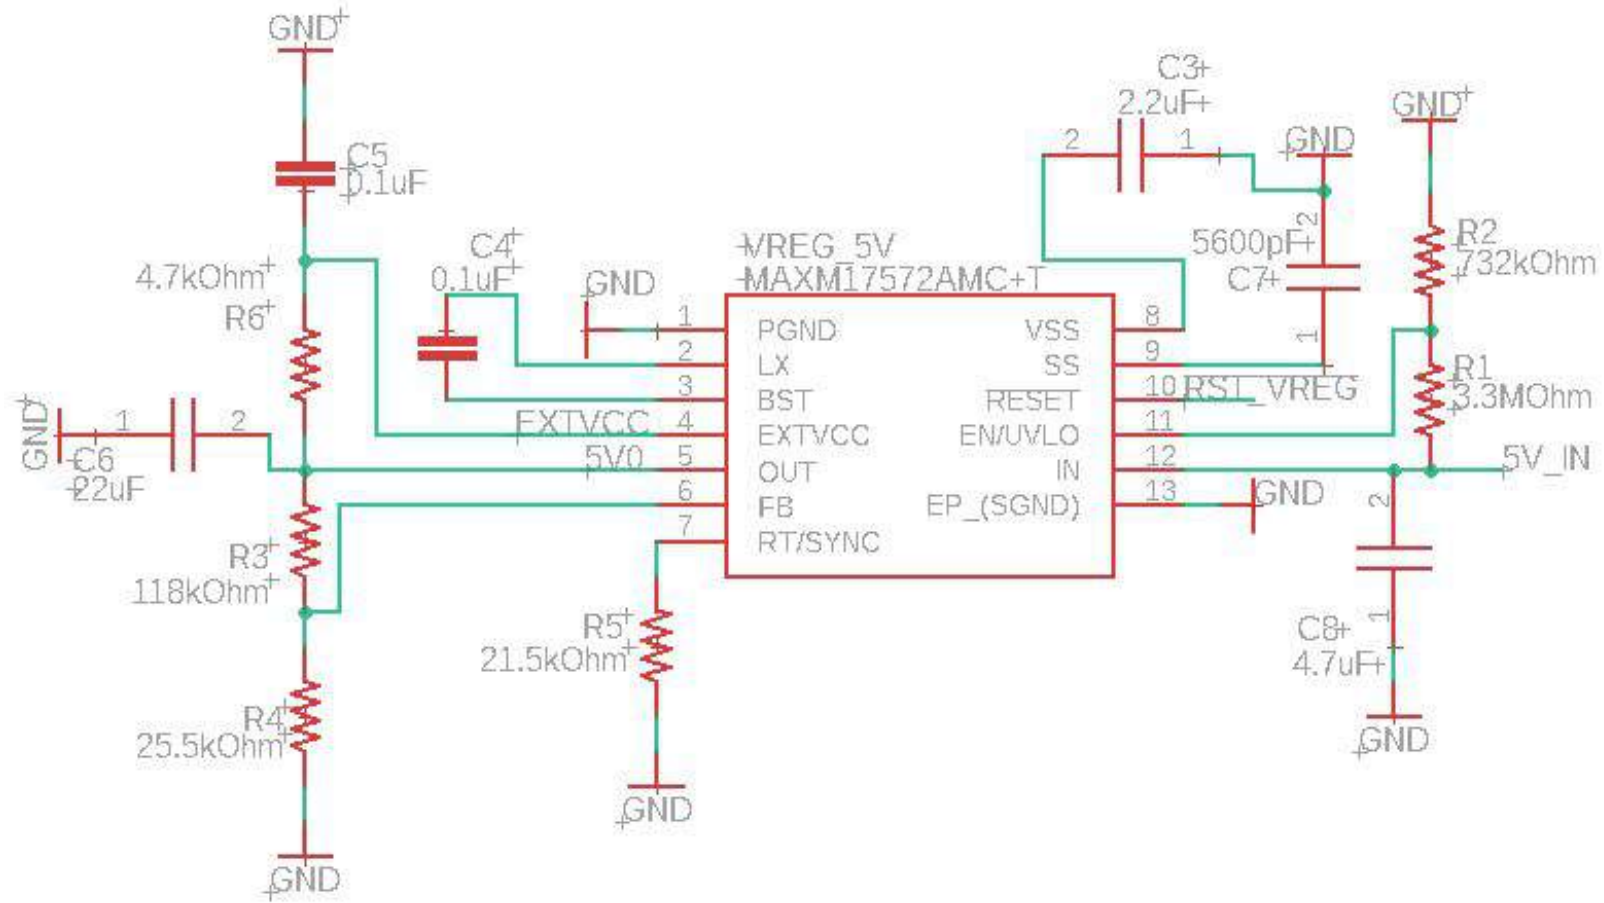 GND
C5
0.1uF
4.7kOhm
R6
C4
0.1uF
GND
VREG_5V
MAXM17572AMC+T
C3
2.2uF
2
1
GND
2
5600pF
C7
1
GND
R2
732kOhm
R1
3.3MOhm
1
PGND
2
LX
3
BST
EXTVCC
4
EXTVCC
5V0
5
OUT
6
FB
7
RT/SYNC
VSS
8
SS
9
RESET
10
RST_VREG
EN/UVLO
11
IN
12
5V_IN
EP_(SGND)
13
GND
GND
1
2
C6
22uF
R3
118kOhm
R4
25.5kOhm
GND
R5
21.5kOhm
GND
2
1
C8
4.7uF
GND